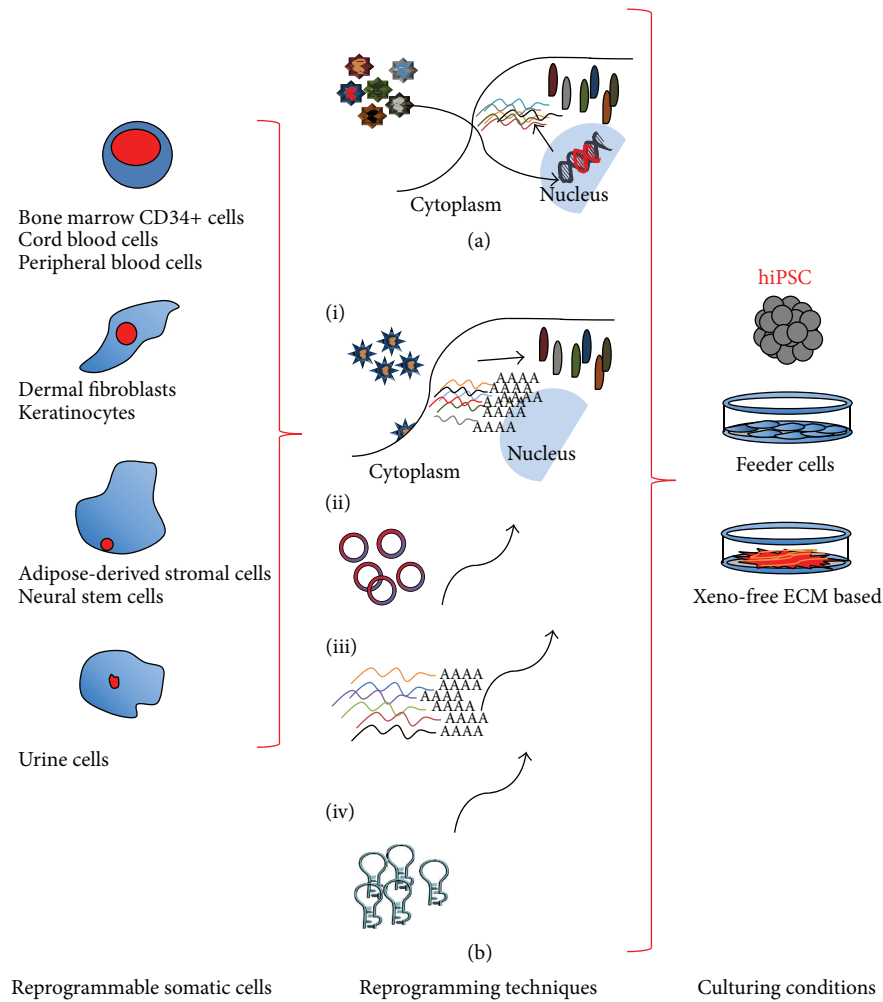 Bone marrow CD34+ cells
Cord blood cells
Peripheral blood cells
Dermal fibroblasts
Keratinocytes
Adipose-derived stromal cells
Neural stem cells
Urine cells
Reprogrammable somatic cells
Cytoplasm
Nucleus
(a)
(i)
AAAA
AAAA
AAAA
AAAA
AAAA
AAAA
Cytoplasm
Nucleus
(ii)
(iii)
AAAA
AAAA
AAAA
AAAA
AAAA
AAAA
(iv)
(b)
Reprogramming techniques
hiPSC
Feeder cells
Xeno-free ECM based
Culturing conditions